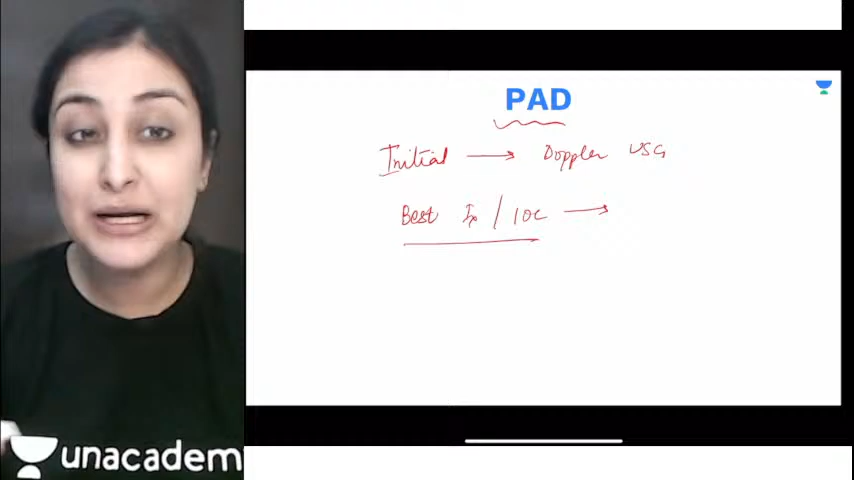 PAD
Initial → Doppler USG
Best Ix / IOC →
unacadem